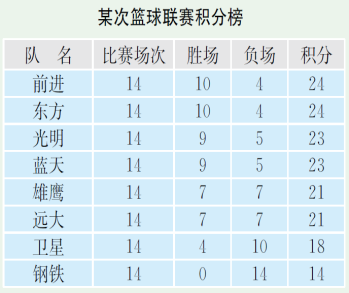 某次篮球联赛积分榜
队 名 比赛场次 胜场 负场 积分
前进 14 10 4 24
东方 14 10 4 24
光明 14 9 5 23
蓝天 14 9 5 23
雄鹰 14 7 7 21
远大 14 7 7 21
卫星 14 4 10 18
钢铁 14 0 14 14